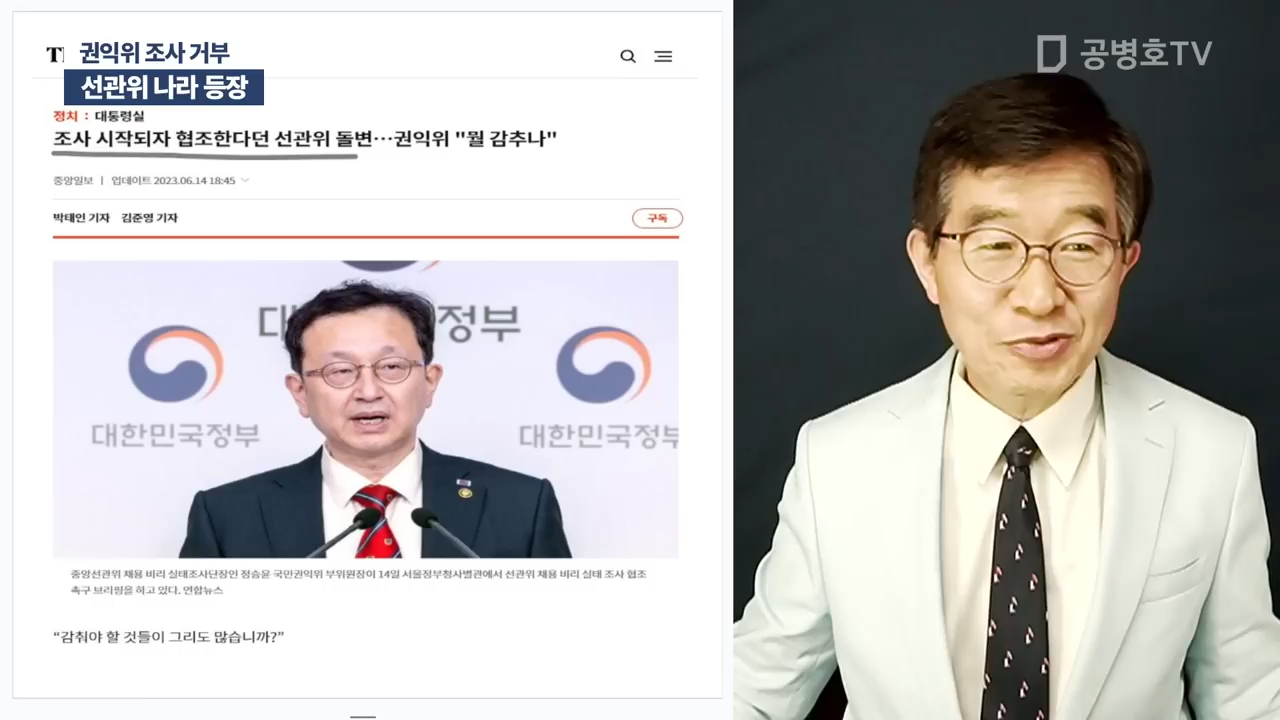 T
권익위 조사 거부
선관위 나라 등장
공병호TV
정치 : 대통령실
조사 시작되자 협조한다던 선관위 돌변…권익위 "뭘 감추나"
중앙일보 | 업데이트 2023.06.14 18:45
박태인 기자 김준영 기자
구독
대 정부
대한민국정부
대한민국정부
중앙선관위 채용 비리 실태조사단장인 정승윤 국민권익위 부위원장이 14일 서울정부청사별관에서 선관위 채용 비리 실태 조사 협조
촉구 브리핑을 하고 있다. 연합뉴스
“감춰야 할 것들이 그리도 많습니까?”